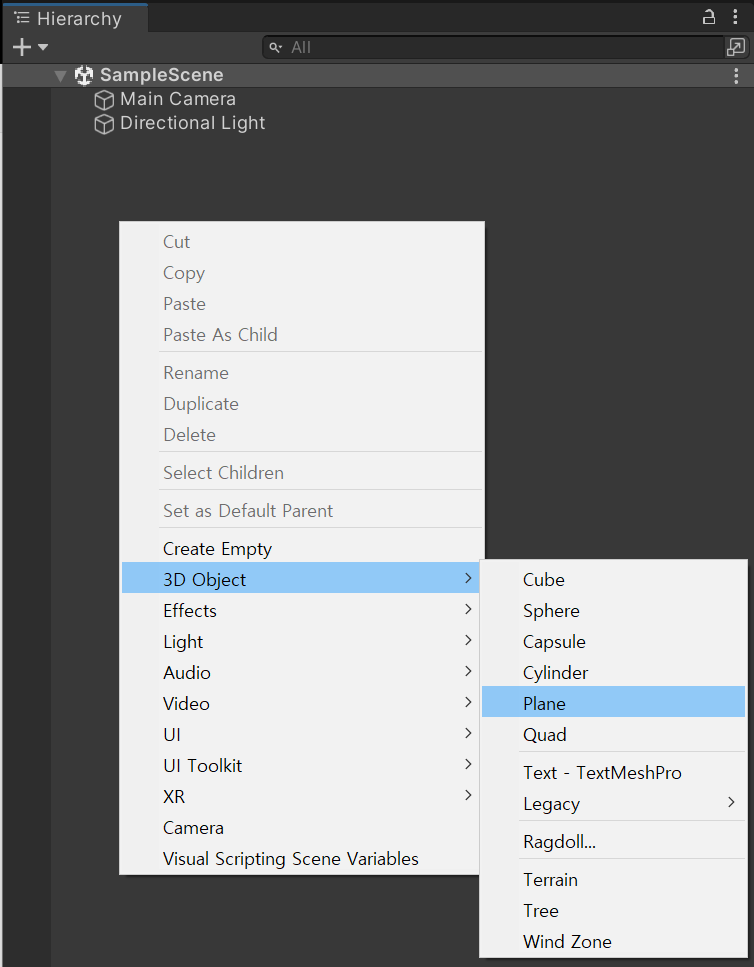 Hierarchy
All
SampleScene
Main Camera
Directional Light
Cut
Copy
Paste
Paste As Child
Rename
Duplicate
Delete
Select Children
Set as Default Parent
Create Empty
3D Object
Effects
Light
Audio
Video
UI
UI Toolkit
XR
Camera
Visual Scripting Scene Variables
Cube
Sphere
Capsule
Cylinder
Plane
Quad
Text - TextMeshPro
Legacy
Ragdoll...
Terrain
Tree
Wind Zone